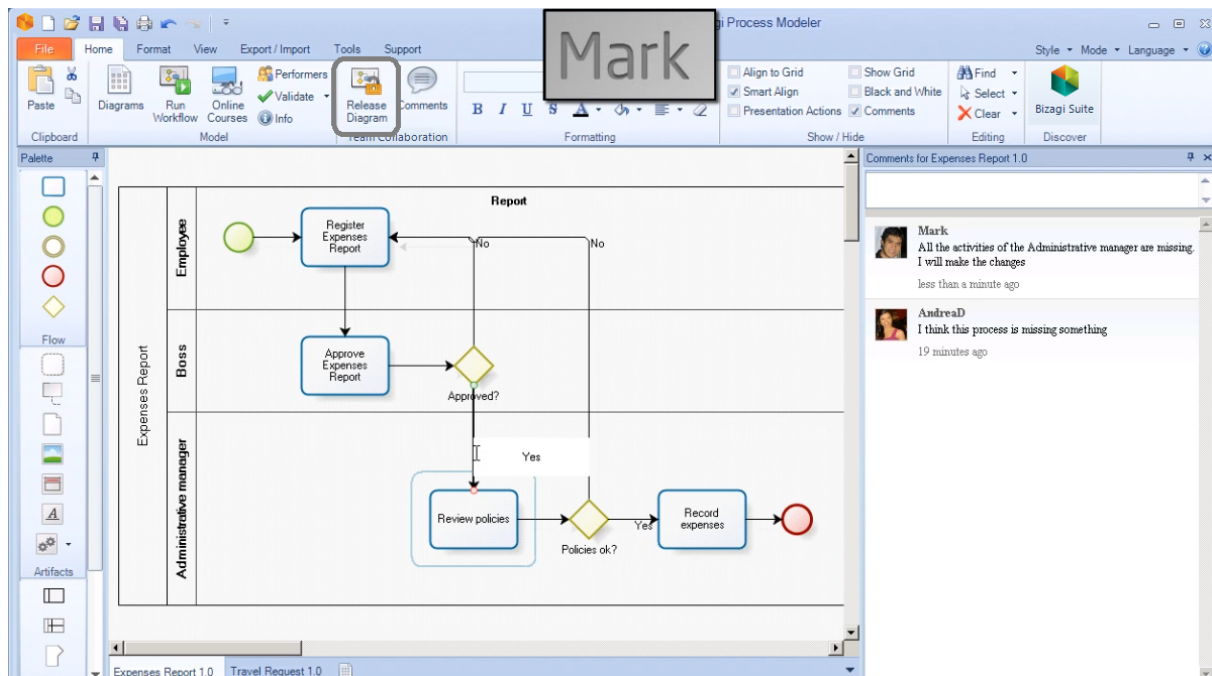 gi Process Modeler
Mark
File Home Format View Export / Import Tools Support
Style Mode Language
Paste
Clipboard
Diagrams
Run Workflow
Online Courses
Performers
Validate
Info
Model
Release Diagram
Comments
Team Collaboration
B I U S A
Formatting
Align to Grid
Smart Align
Presentation Actions
Show Grid
Black and White
Comments
Show / Hide
Find
Select
Clear
Editing
Bizagi Suite
Discover
Palette
Flow
A
Artifacts
Report
Expenses Report
Employee
Register
Expenses
Report
No
No
Boss
Approve
Expenses
Report
Approved?
Administrative manager
Yes
Review policies
Policies ok?
Yes
Record
expenses
Expenses Report 1.0 Travel Request 1.0
Comments for Expenses Report 1.0
Mark
All the activities of the Administrative manager are missing.
I will make the changes
less than a minute ago
AndreaD
I think this process is missing something
19 minutes ago